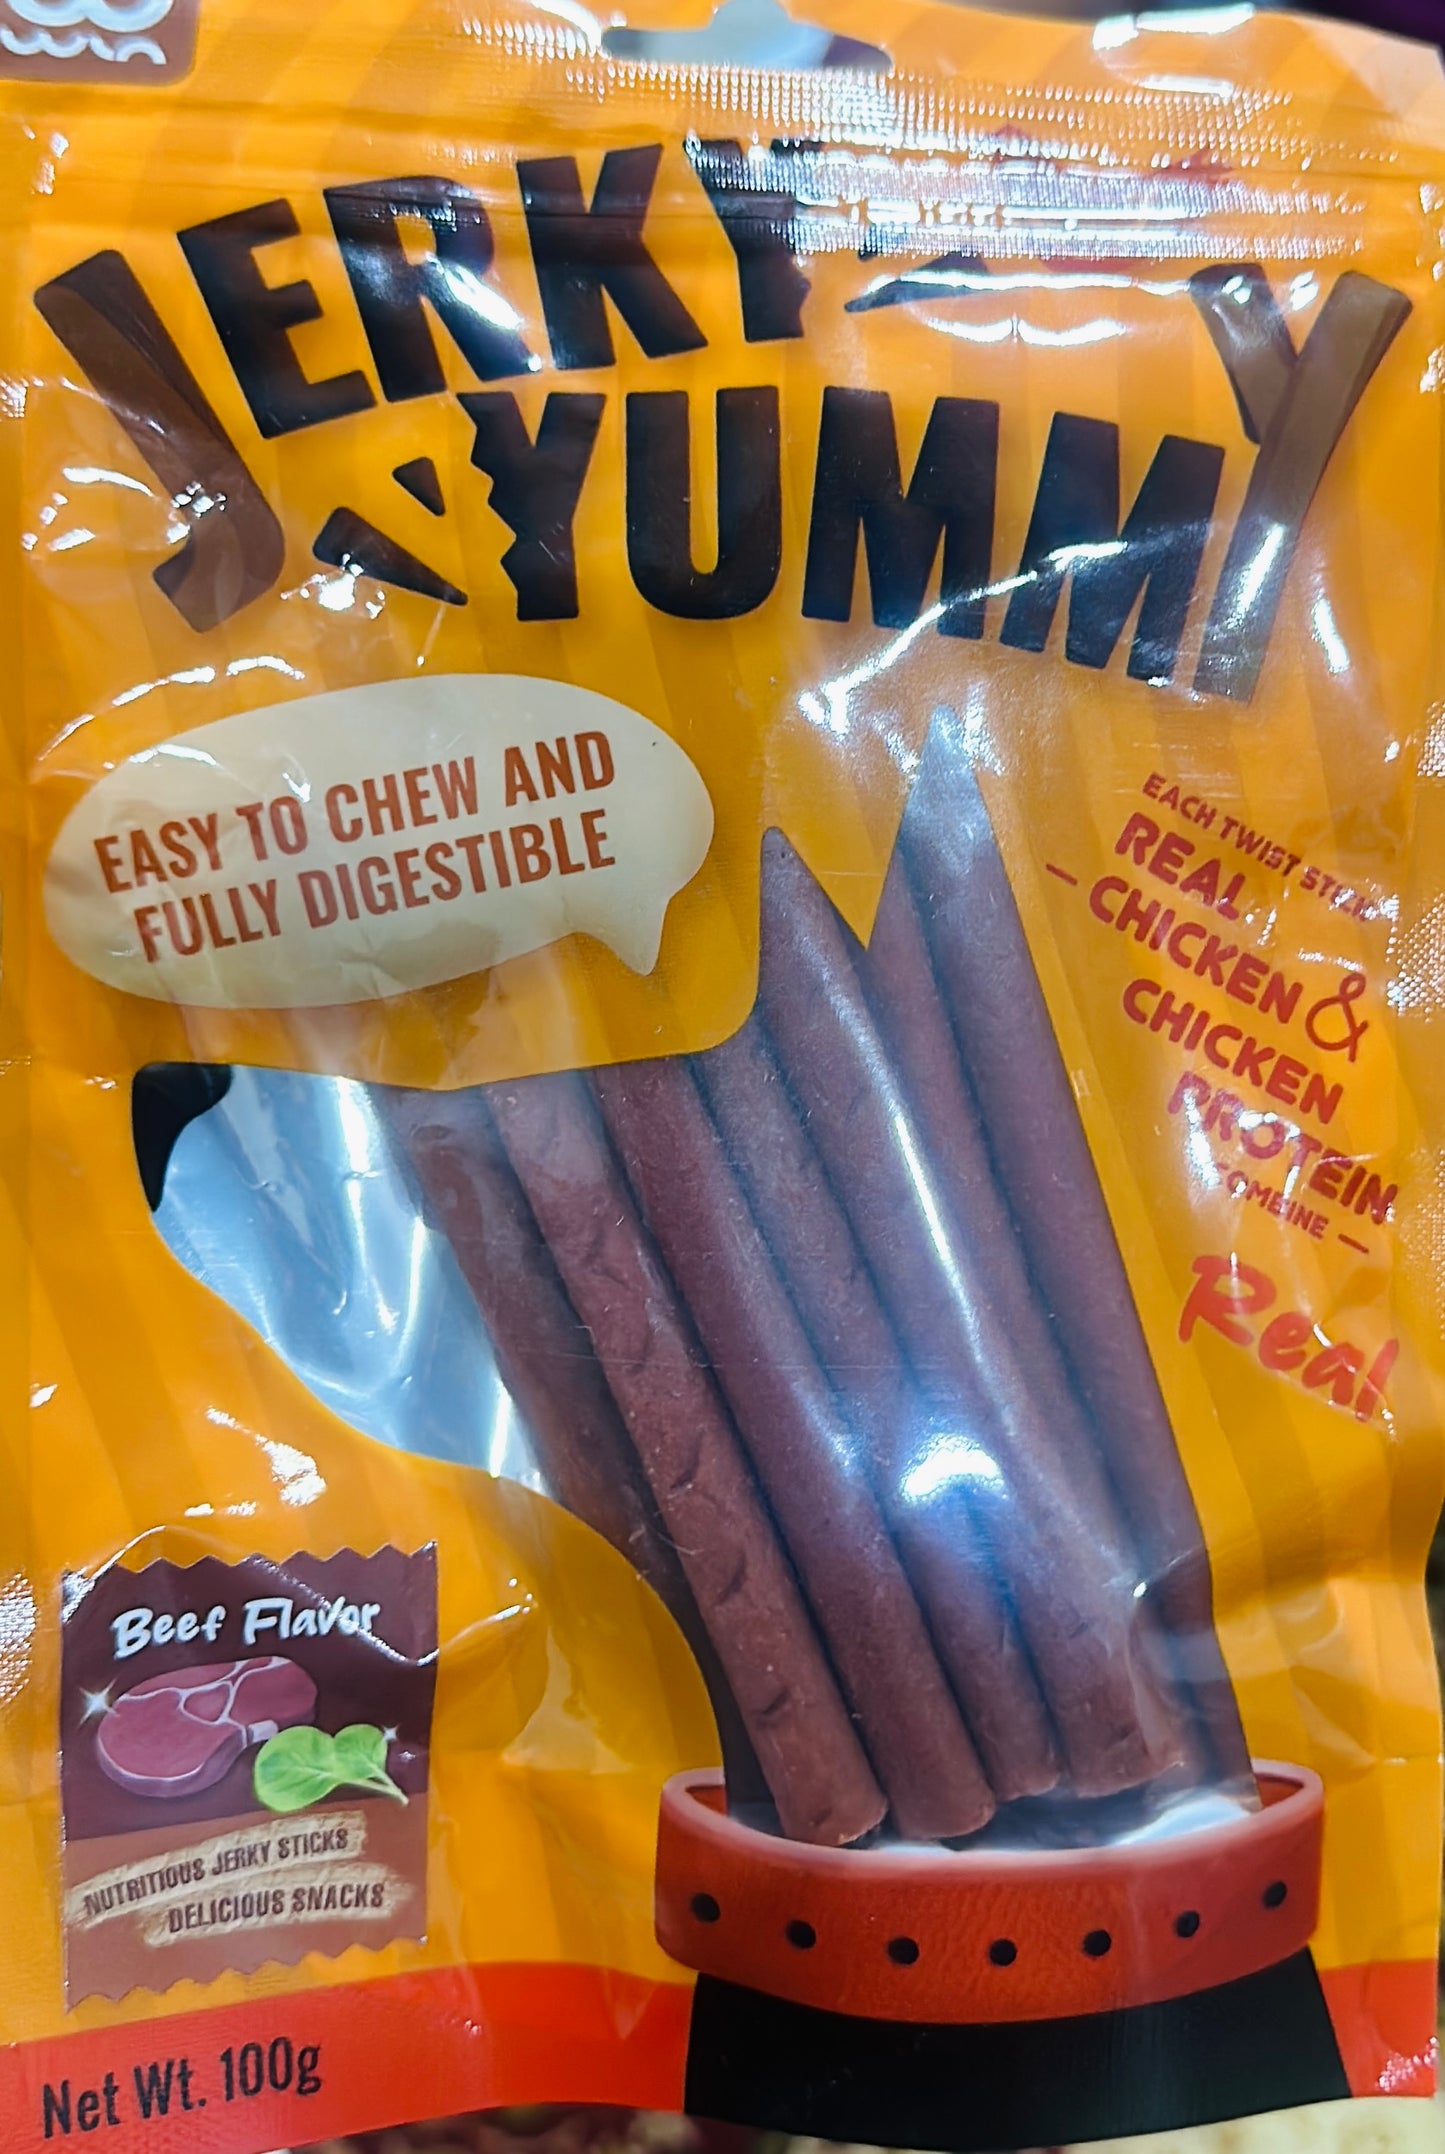 win
JERKY
YUMMY
EASY TO CHEW AND
FULLY DIGESTIBLE
EACH TWIST
REAL
— CHICKEN &
CHICKEN
PROTEIN
COMBINE —
Real
Beef Flavor
NUTRITIOUS JERKY STICKS
DELICIOUS SNACKS
Net Wt. 100g